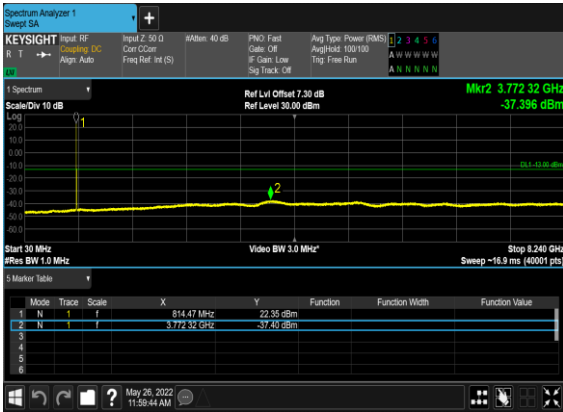 Spectrum Analyzer 1
Swept SA
+
KEYSIGHT Input: RF Input Z: 50 Ω #Atten: 40 dB PNO: Fast Avg Type: Power (RMS) 1 2 3 4 5 6
R T Coupling: DC Corr CCorr Gate: Off Avg|Hold: 100/100 A W W W W W
Align: Auto Freq Ref: Int (S) IF Gain: Low Trig: Free Run
LW Sig Track: Off A N N N N N
1 Spectrum
Ref Lvl Offset 7.30 dB Mkr2 3.772 32 GHz
Scale/Div 10 dB Ref Level 30.00 dBm -37.396 dBm
Log
20.0 1
10.0
0.00
-10.0
DL1 -13.00 dBm
-20.0
-30.0 2
-40.0
-50.0
-60.0
Start 30 MHz Video BW 3.0 MHz* Stop 8.240 GHz
#Res BW 1.0 MHz Sweep ~16.9 ms (40001 pts)
5 Marker Table
Mode Trace Scale X Y Function Function Width Function Value
1 N 1 f 814.47 MHz 22.35 dBm
2 N 1 f 3.772 32 GHz -37.40 dBm
3
4
5
6
? May 26, 2022
11:59:44 AM